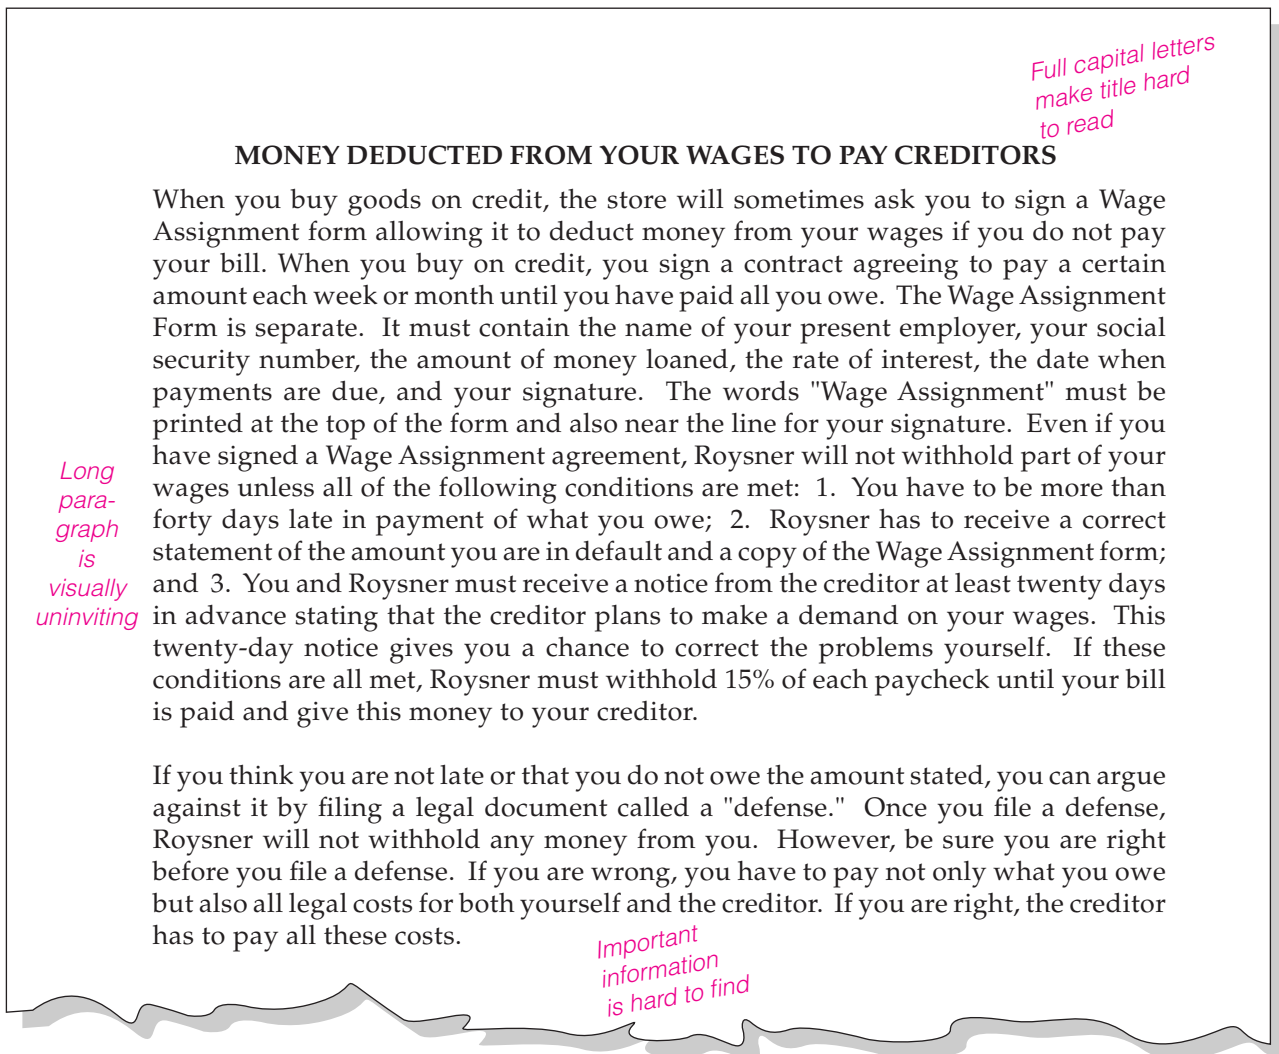 Full capital letters
make title hard
to read
MONEY DEDUCTED FROM YOUR WAGES TO PAY CREDITORS
When you buy goods on credit, the store will sometimes ask you to sign a Wage
Assignment form allowing it to deduct money from your wages if you do not pay
your bill. When you buy on credit, you sign a contract agreeing to pay a certain
amount each week or month until you have paid all you owe. The Wage Assignment
Form is separate. It must contain the name of your present employer, your social
security number, the amount of money loaned, the rate of interest, the date when
payments are due, and your signature. The words "Wage Assignment" must be
printed at the top of the form and also near the line for your signature. Even if you
have signed a Wage Assignment agreement, Roysner will not withhold part of your
wages unless all of the following conditions are met: 1. You have to be more than
forty days late in payment of what you owe; 2. Roysner has to receive a correct
statement of the amount you are in default and a copy of the Wage Assignment form;
and 3. You and Roysner must receive a notice from the creditor at least twenty days
in advance stating that the creditor plans to make a demand on your wages. This
twenty-day notice gives you a chance to correct the problems yourself. If these
conditions are all met, Roysner must withhold 15% of each paycheck until your bill
is paid and give this money to your creditor.
Long
para-
graph
is
visually
uninviting
If you think you are not late or that you do not owe the amount stated, you can argue
against it by filing a legal document called a "defense." Once you file a defense,
Roysner will not withhold any money from you. However, be sure you are right
before you file a defense. If you are wrong, you have to pay not only what you owe
but also all legal costs for both yourself and the creditor. If you are right, the creditor
has to pay all these costs.
Important
information
is hard to find